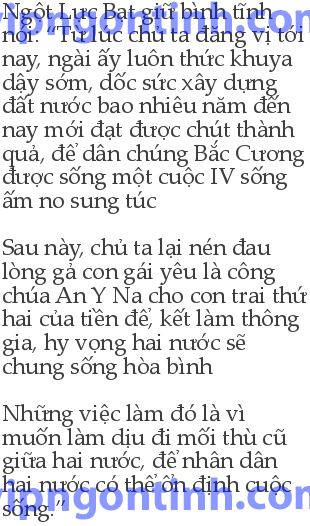 Ngột Lực Bạt giữ bình tĩnh
nói: “Từ lúc chủ ta đăng vị tới
nay, ngài ấy luôn thức khuya
dậy sớm, dốc sức xây dựng
đất nước bao nhiêu năm đến
nay mới đạt được chút thành
quả, để dân chúng Bắc Cương
được sống một cuộc IV sống
ấm no sung túc
Sau này, chủ ta lại nén đau
lòng gả con gái yêu là công
chúa An Y Na cho con trai thứ
hai của tiền đế, kết làm thông
gia, hy vọng hai nước sẽ
chung sống hòa bình
Những việc làm đó là vì
muốn làm dịu đi mối thù cũ
giữa hai nước, để nhân dân
hai nước có thể ổn định cuộc
sống.”
vipngontinh.com
vipngontinh.com